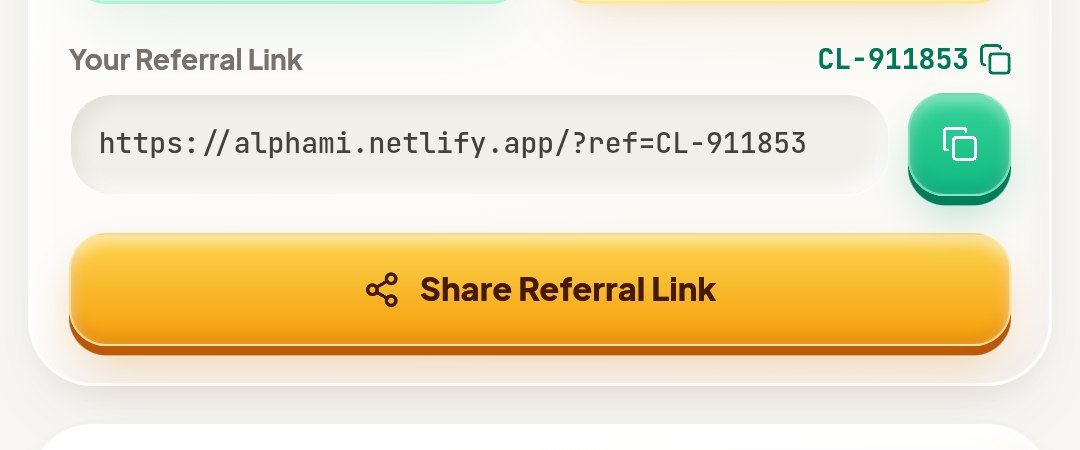 Your Referral Link
CL-911853
https://alphami.netlify.app/?ref=CL-911853
Share Referral Link